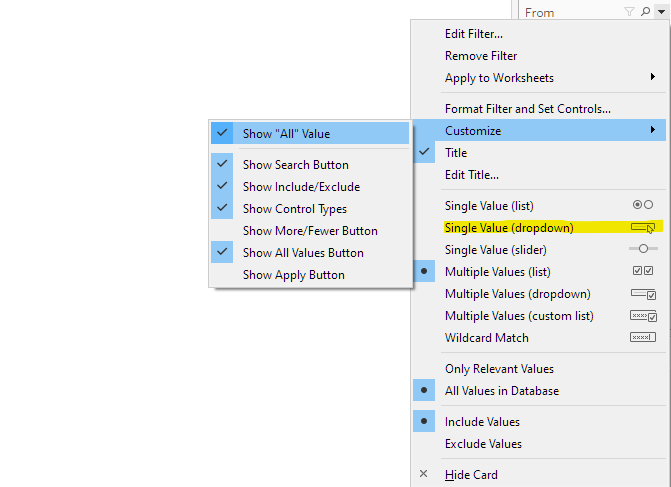 From
Edit Filter...
Remove Filter
Apply to Worksheets
Format Filter and Set Controls...
Customize
Title
Edit Title...
Single Value (list)
Single Value (dropdown)
Single Value (slider)
Multiple Values (list)
Multiple Values (dropdown)
Multiple Values (custom list)
Wildcard Match
Only Relevant Values
All Values in Database
Include Values
Exclude Values
Hide Card
Show "All" Value
Show Search Button
Show Include/Exclude
Show Control Types
Show More/Fewer Button
Show All Values Button
Show Apply Button